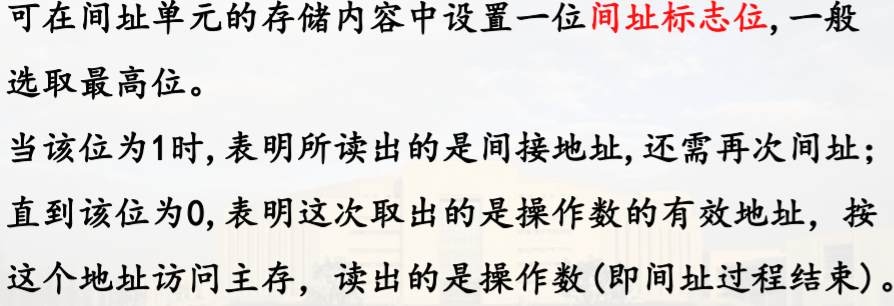 可在间址单元的存储内容中设置一位间址标志位,一般
选取最高位。
当该位为1时,表明所读出的是间接地址,还需再次间址;
直到该位为0,表明这次取出的是操作数的有效地址，按
这个地址访问主存，读出的是操作数(即间址过程结束)。